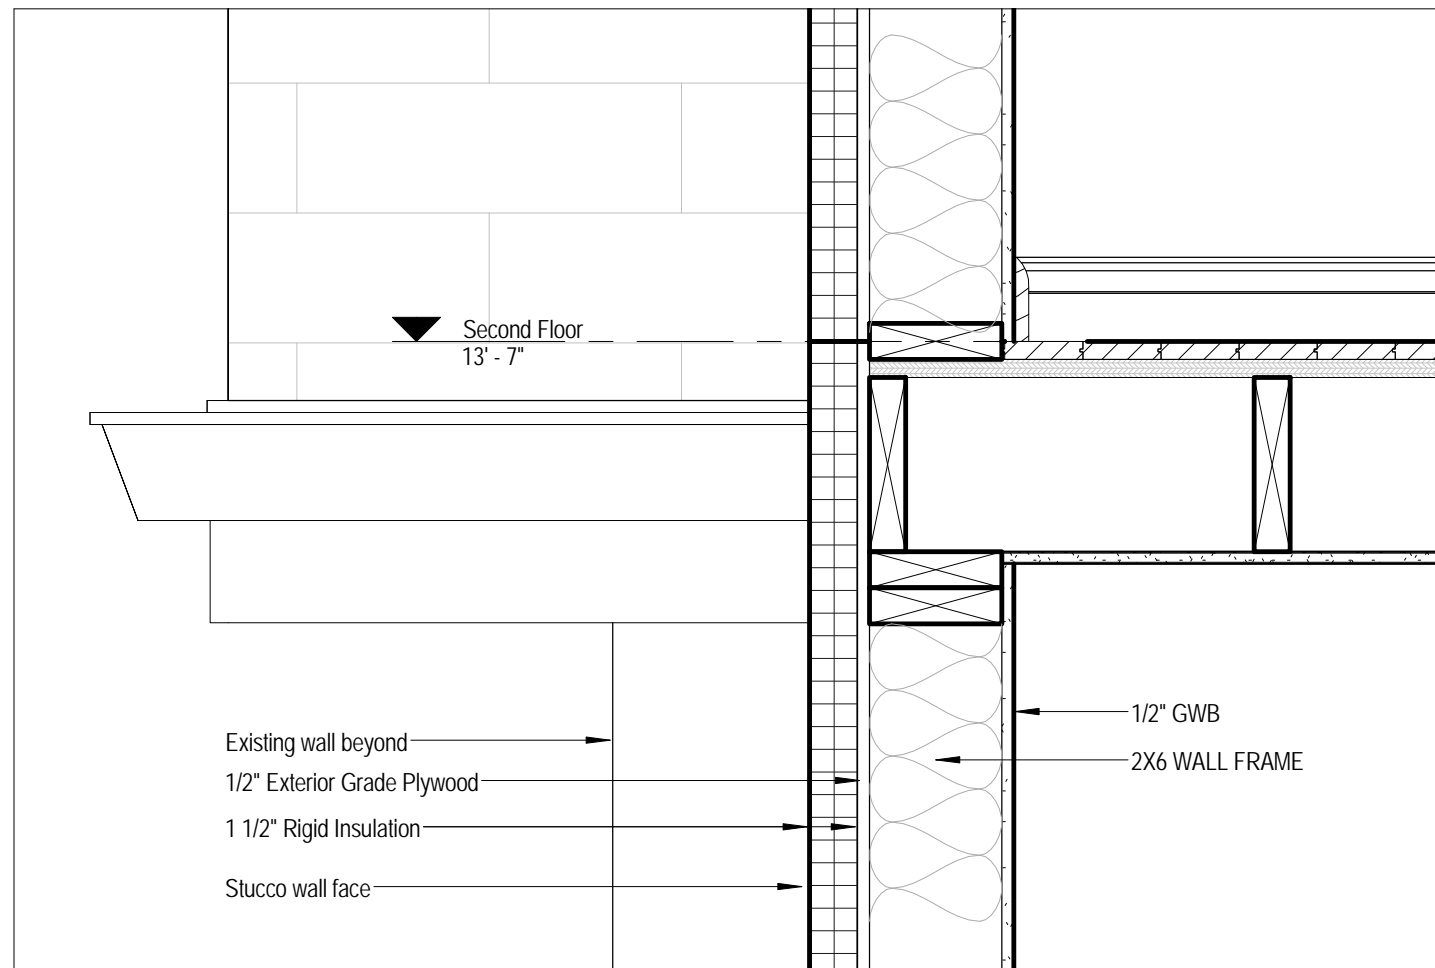 Second Floor
13' - 7"
1/2" GWB
Existing wall beyond
2X6 WALL FRAME
1/2" Exterior Grade Plywood
1 1/2" Rigid Insulation
Stucco wall face